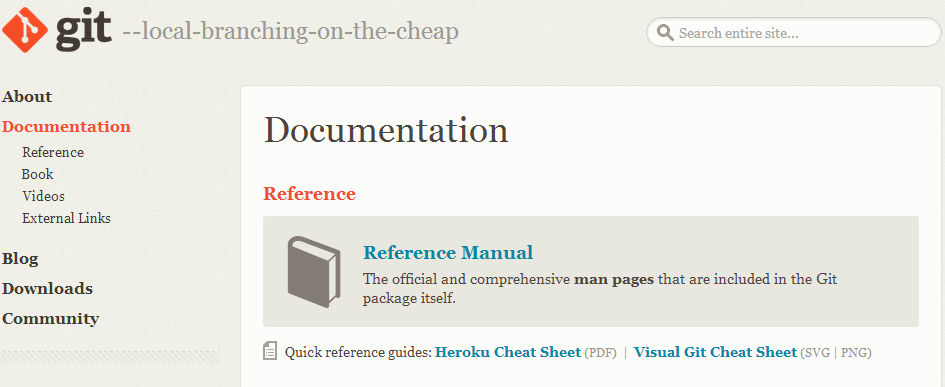 git --local-branching-on-the-cheap
Search entire site...
About
Documentation
Reference
Book
Videos
External Links
Blog
Downloads
Community
Documentation
Reference
Reference Manual
The official and comprehensive man pages that are included in the Git
package itself.
Quick reference guides: Heroku Cheat Sheet (PDF) | Visual Git Cheat Sheet (SVG | PNG)